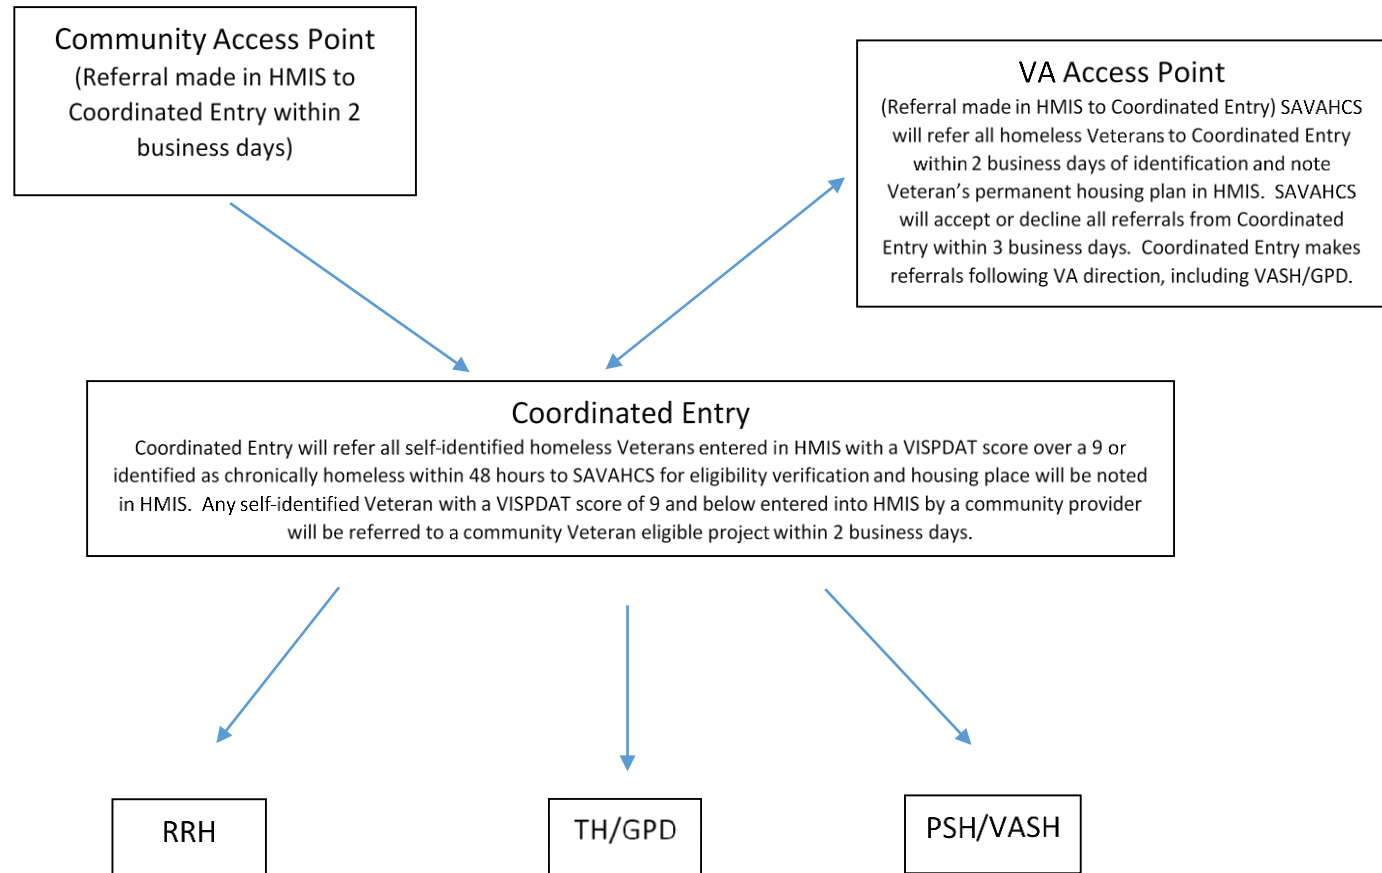 Community Access Point
(Referral made in HMIS to
Coordinated Entry within 2
business days)
VA Access Point
(Referral made in HMIS to Coordinated Entry) SAVAHCS
will refer all homeless Veterans to Coordinated Entry
within 2 business days of identification and note
Veteran's permanent housing plan in HMIS. SAVAHCS
will accept or decline all referrals from Coordinated
Entry within 3 business days. Coordinated Entry makes
referrals following VA direction, including VASH/GPD.
Coordinated Entry
Coordinated Entry will refer all self-identified homeless Veterans entered in HMIS with a VISPDAT score over a 9 or
identified as chronically homeless within 48 hours to SAVAHCS for eligibility verification and housing place will be noted
in HMIS. Any self-identified Veteran with a VISPDAT score of 9 and below entered into HMIS by a community provider
will be referred to a community Veteran eligible project within 2 business days.
RRH
TH/GPD
PSH/VASH